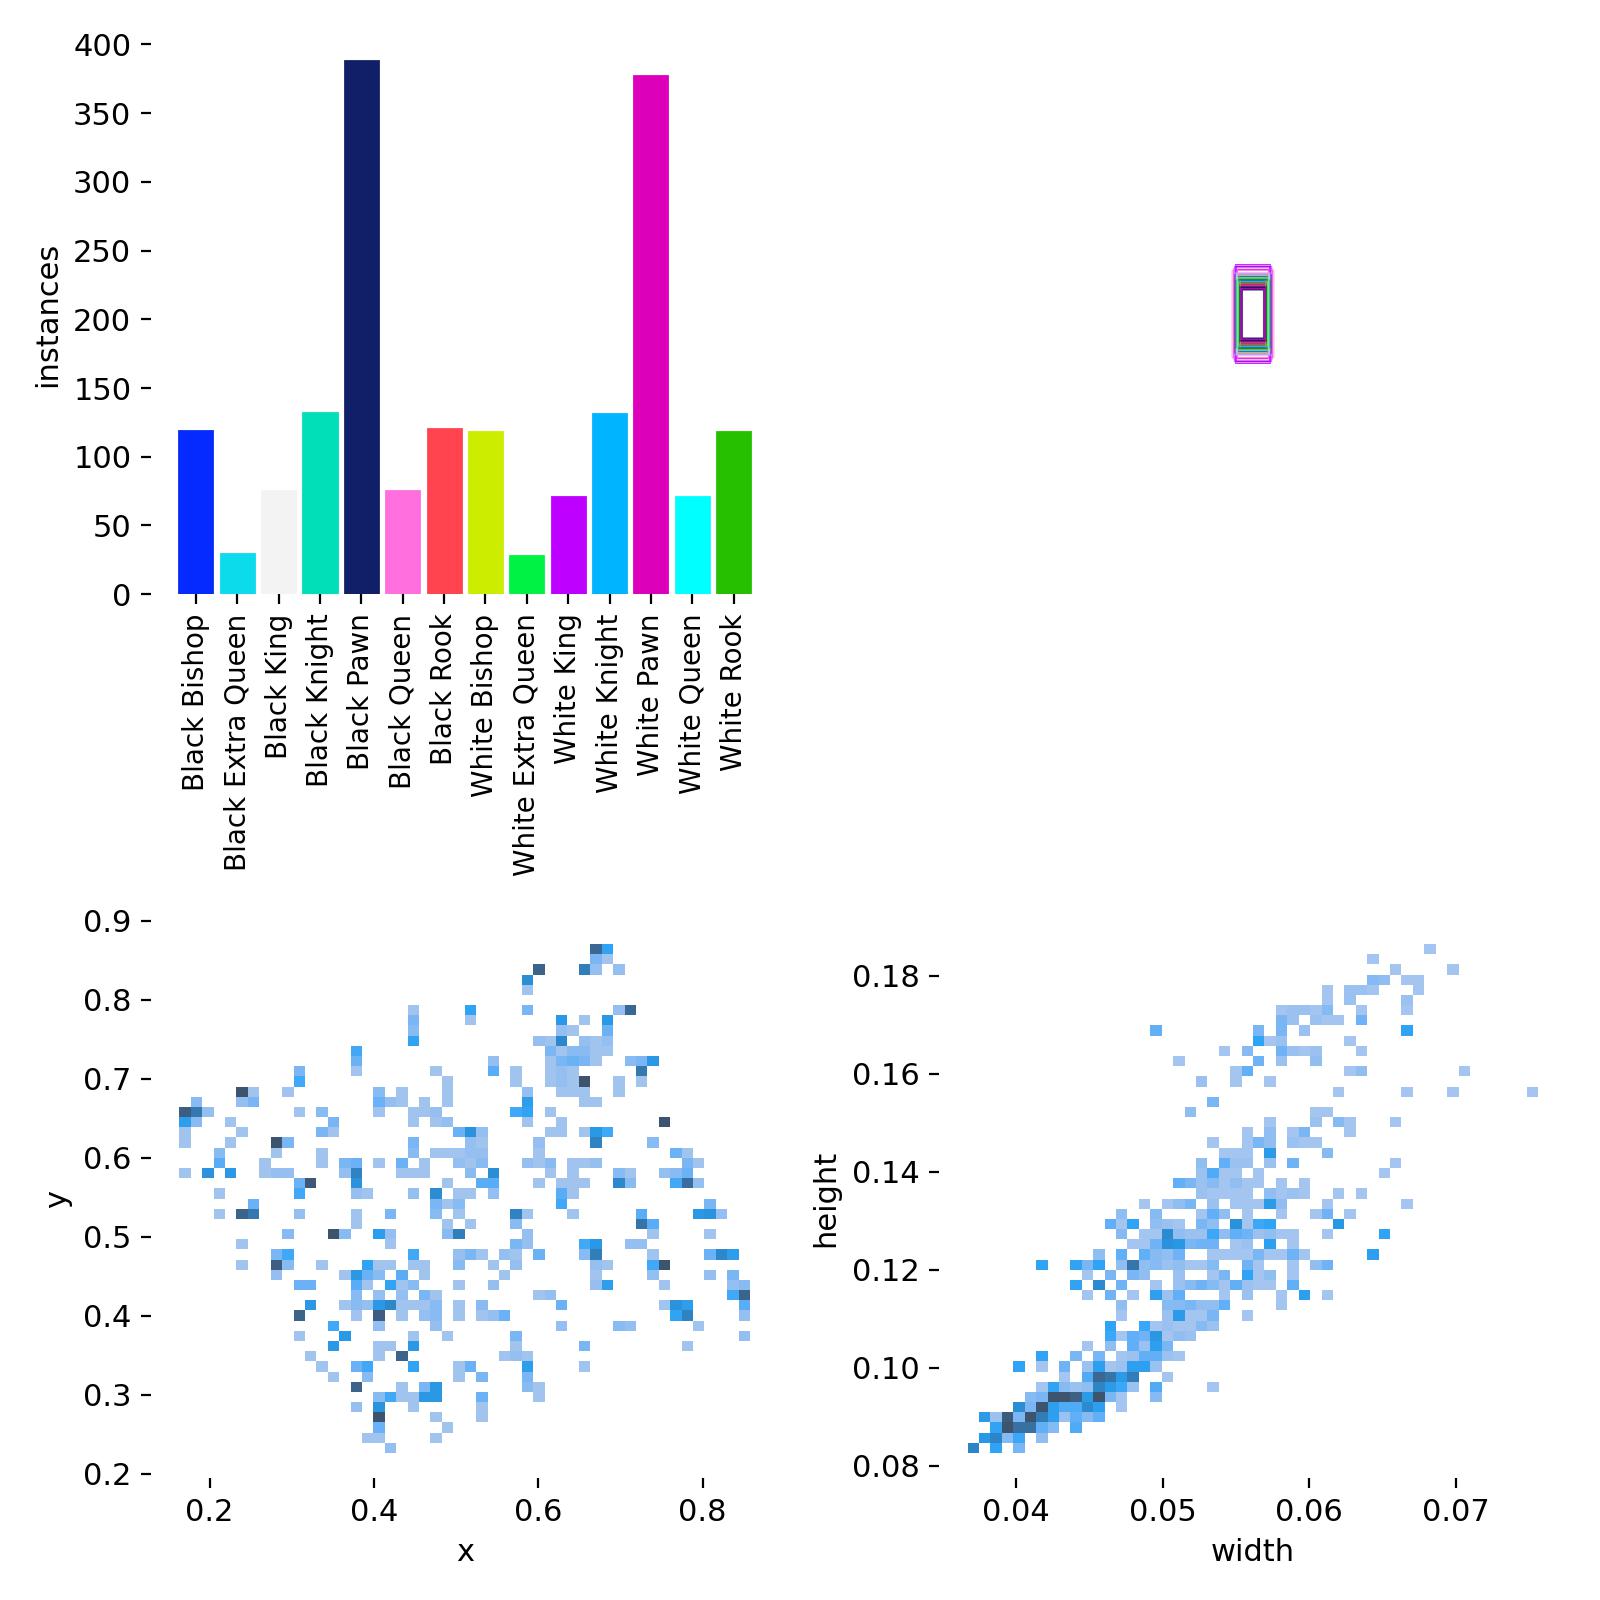 400
350
300
250
200
150
100
50
0
instances
Black Bishop
Black Extra Queen
Black King
Black Knight
Black Pawn
Black Queen
Black Rook
White Bishop
White Extra Queen
White King
White Knight
White Pawn
White Queen
White Rook
0.9
0.8
0.7
0.6
0.5
0.4
0.3
0.2
y
0.2 0.4 0.6 0.8
x
0.18
0.16
0.14
0.12
0.10
0.08
height
0.04 0.05 0.06 0.07
width